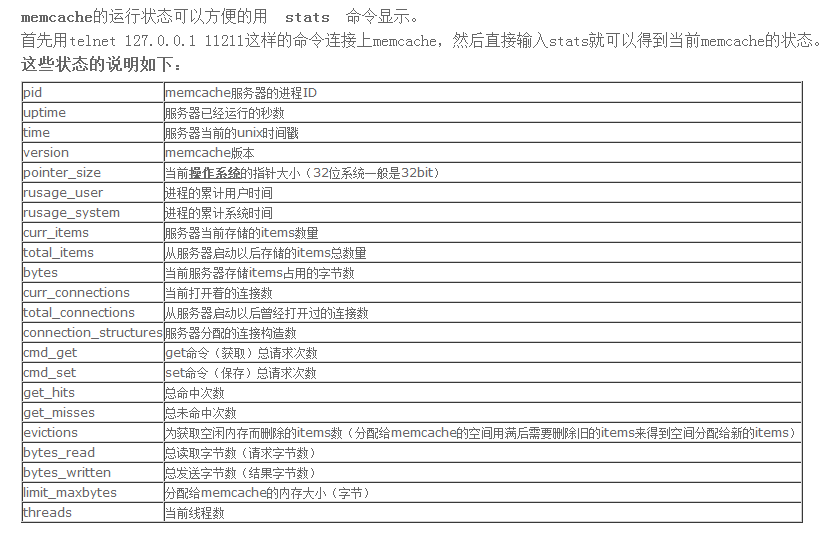 memcache的运行状态可以方便的用 stats 命令显示。
首先用telnet 127.0.0.1 11211这样的命令连接上memcache，然后直接输入stats就可以得到当前memcache的状态。
这些状态的说明如下：
pid memcache服务器的进程ID
uptime 服务器已经运行的秒数
time 服务器当前的unix时间戳
version memcache版本
pointer_size 当前操作系统的指针大小（32位系统一般是32bit）
rusage_user 进程的累计用户时间
rusage_system 进程的累计系统时间
curr_items 服务器当前存储的items数量
total_items 从服务器启动以后存储的items总数量
bytes 当前服务器存储items占用的字节数
curr_connections 当前打开着的连接数
total_connections 从服务器启动以后曾经打开过的连接数
connection_structures 服务器分配的连接构造数
cmd_get get命令（获取）总请求次数
cmd_set set命令（保存）总请求次数
get_hits 总命中次数
get_misses 总未命中次数
evictions 为获取空闲内存而删除的items数（分配给memcache的空间用满后需要删除旧的items来得到空间分配给新的items）
bytes_read 总读取字节数（请求字节数）
bytes_written 总发送字节数（结果字节数）
limit_maxbytes 分配给memcache的内存大小（字节）
threads 当前线程数